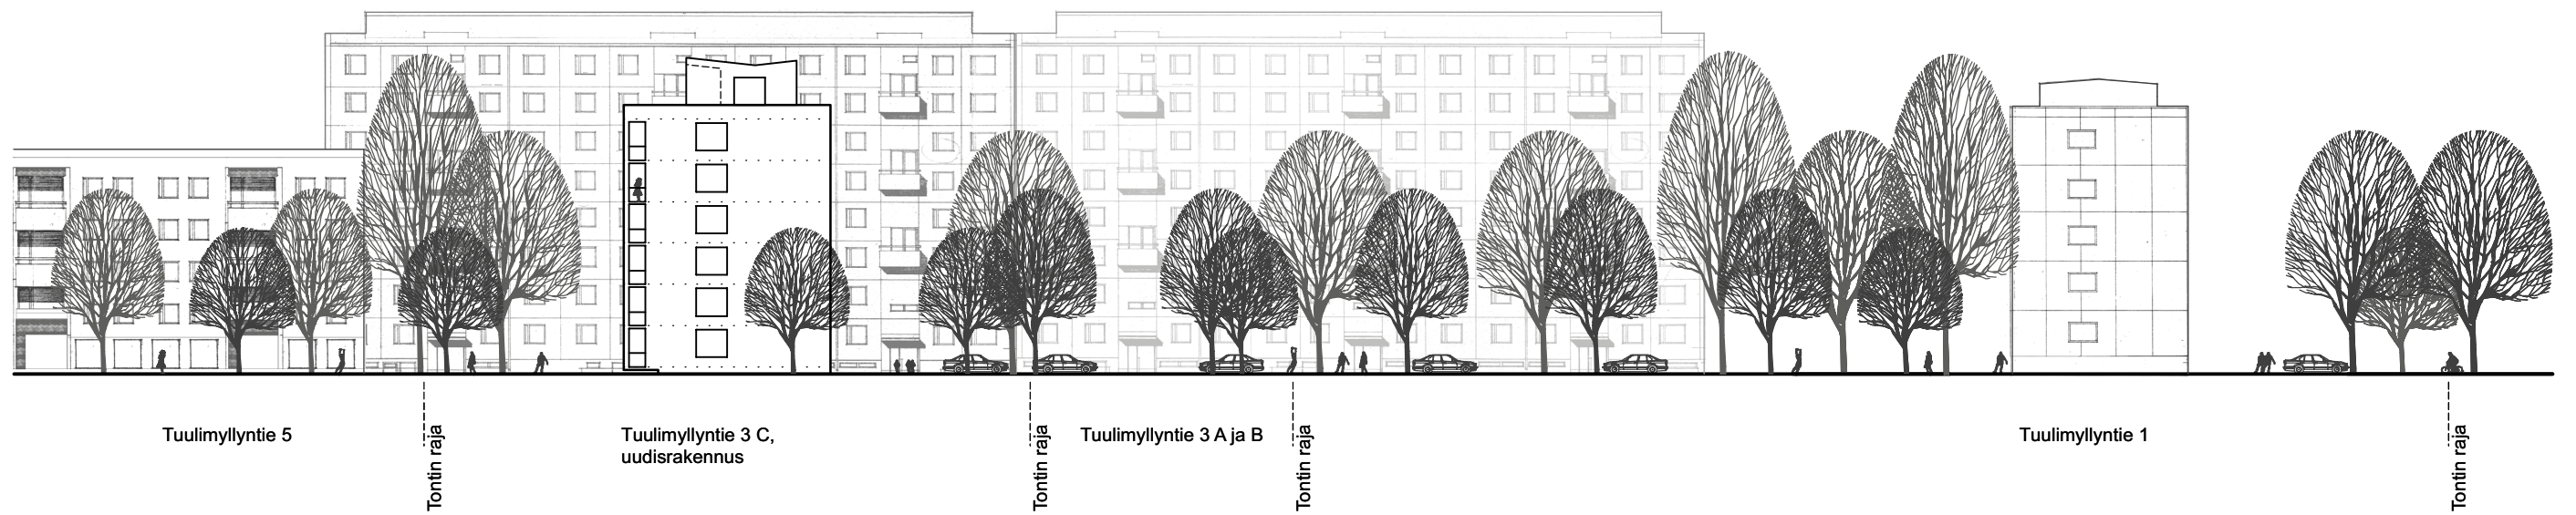 Tuulimyllyntie 5
Tontin raja
Tuulimyllyntie 3 C,
uudisrakennus
Tontin raja
Tuulimyllyntie 3 A ja B
Tontin raja
Tuulimyllyntie 1
Tontin raja